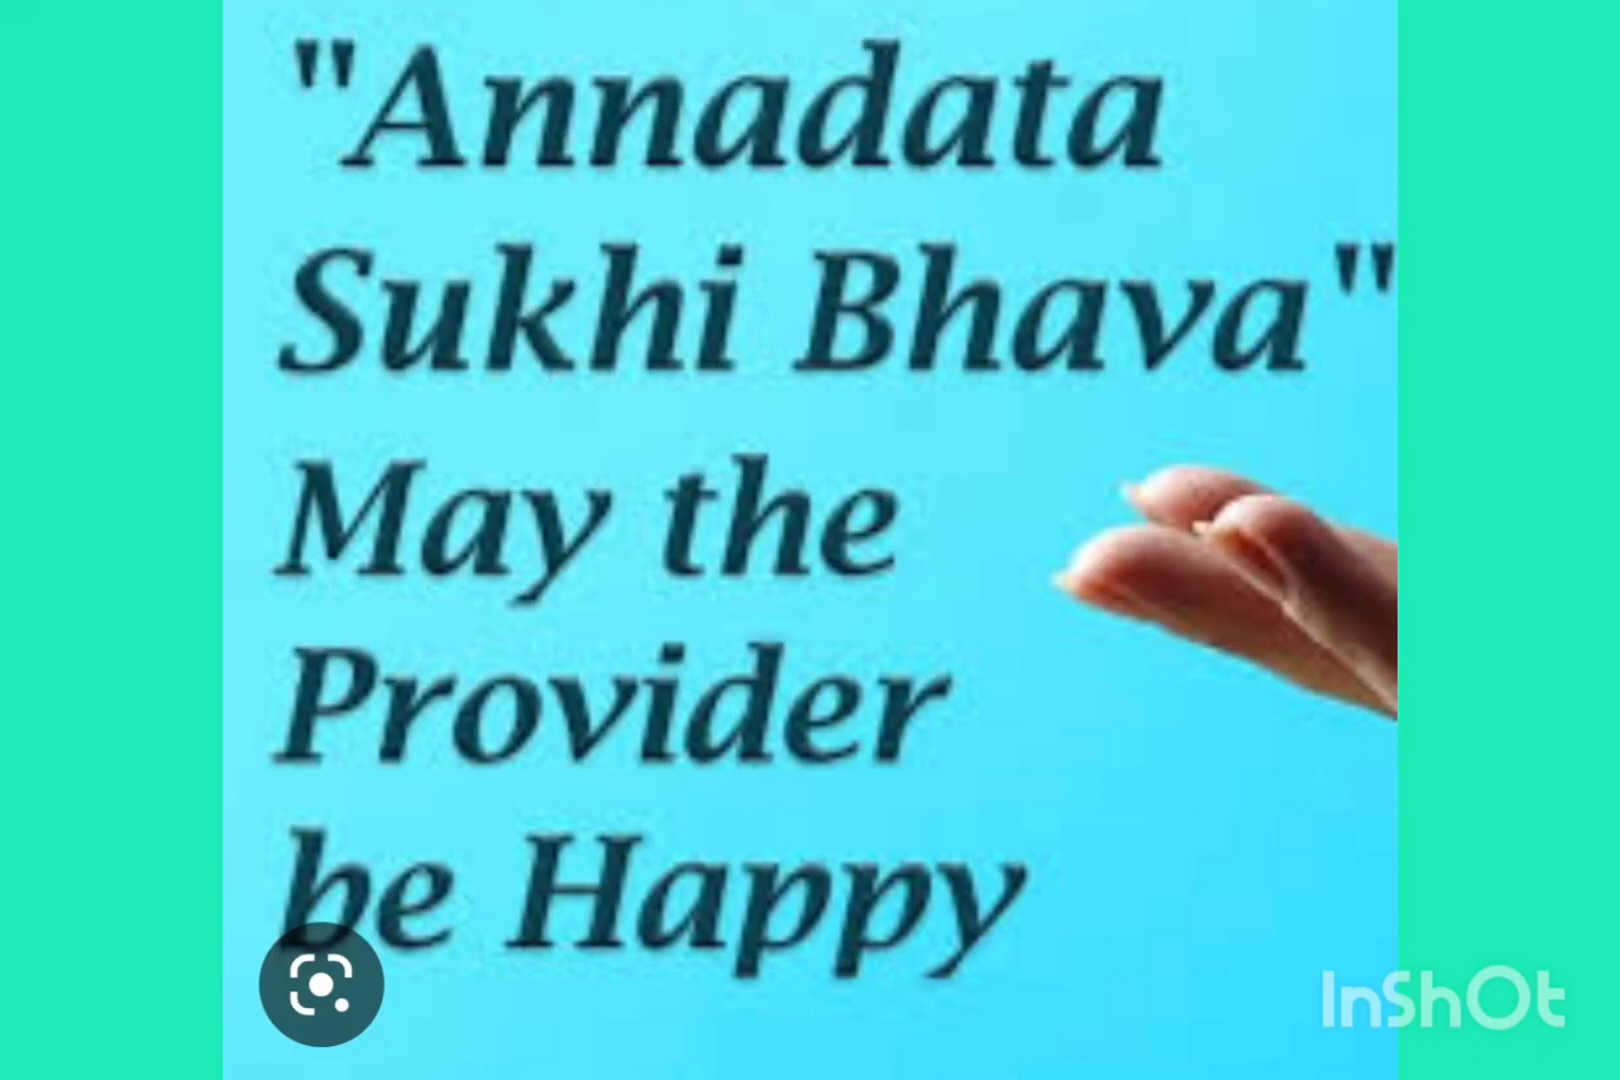 "Annadata
Sukhi Bhava"
May the
Provider
be Happy
InShOt